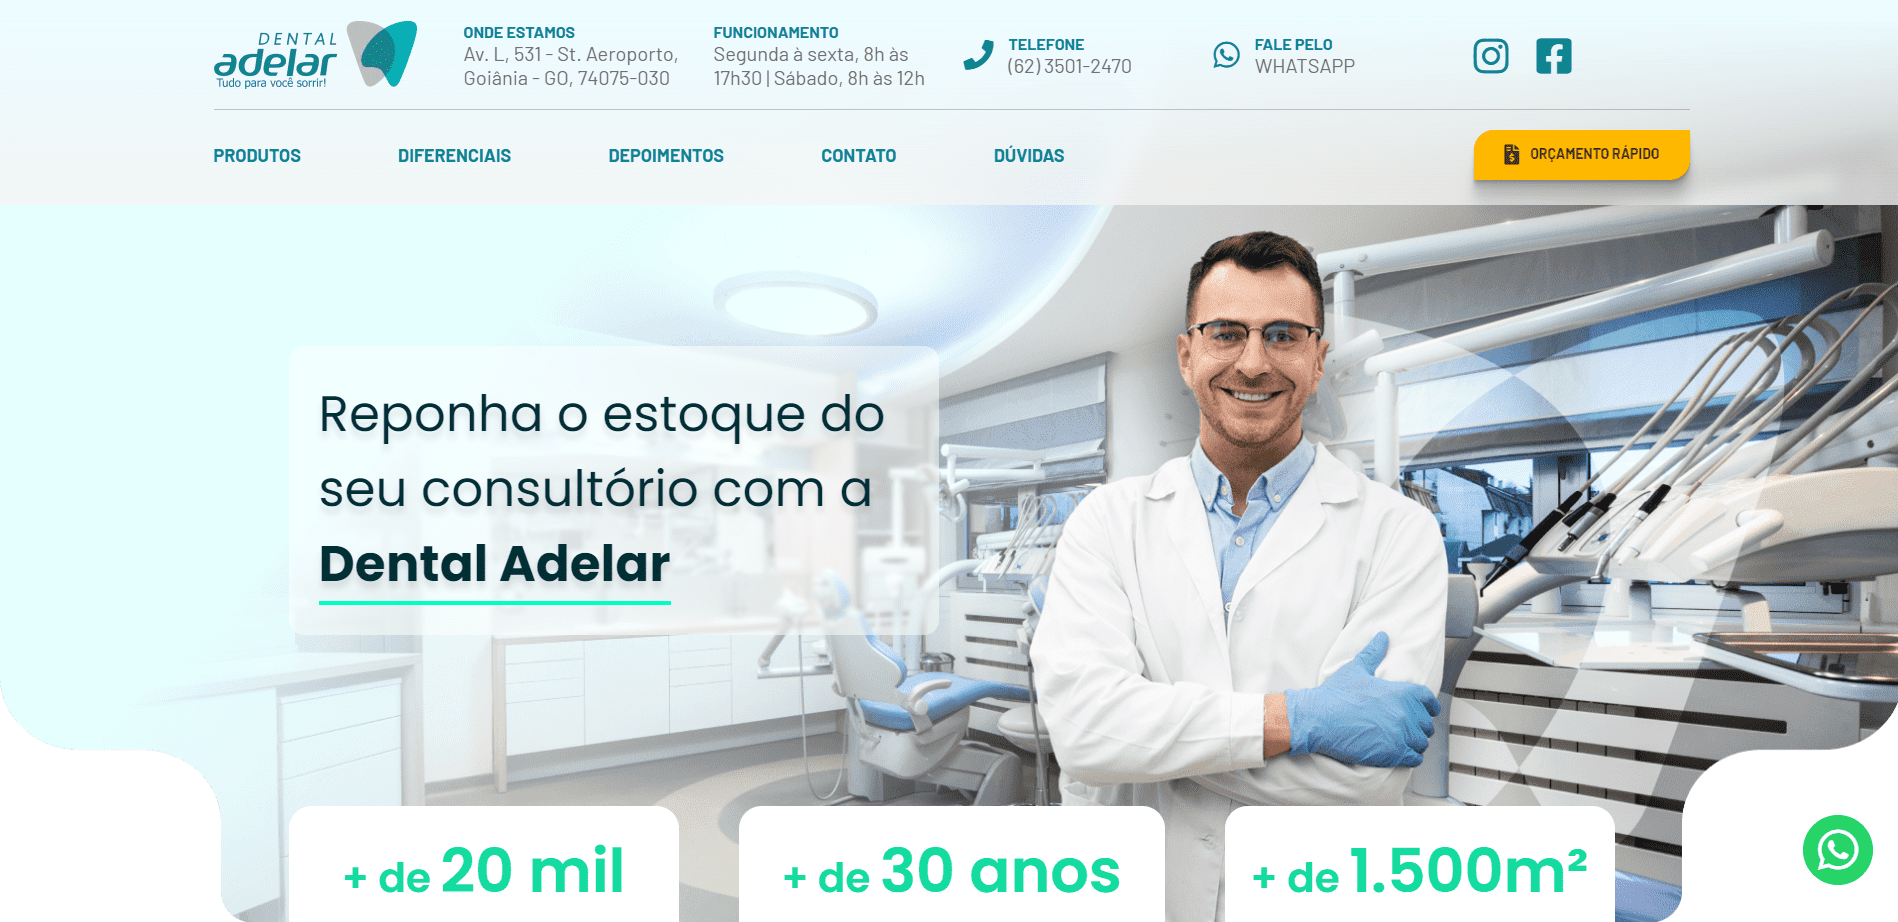 DENTAL
adelar
Tudo para você sorrir!
ONDE ESTAMOS
Av. L, 531 - St. Aeroporto,
Goiânia - GO, 74075-030
FUNCIONAMENTO
Segunda à sexta, 8h às
17h30 | Sábado, 8h às 12h
TELEFONE
(62) 3501-2470
FALE PELO
WHATSAPP
PRODUTOS
DIFERENCIAIS
DEPOIMENTOS
CONTATO
DÚVIDAS
ORÇAMENTO RÁPIDO
Reponha o estoque do
seu consultório com a
Dental Adelar
+ de 20 mil
+ de 30 anos
+ de 1.500m²